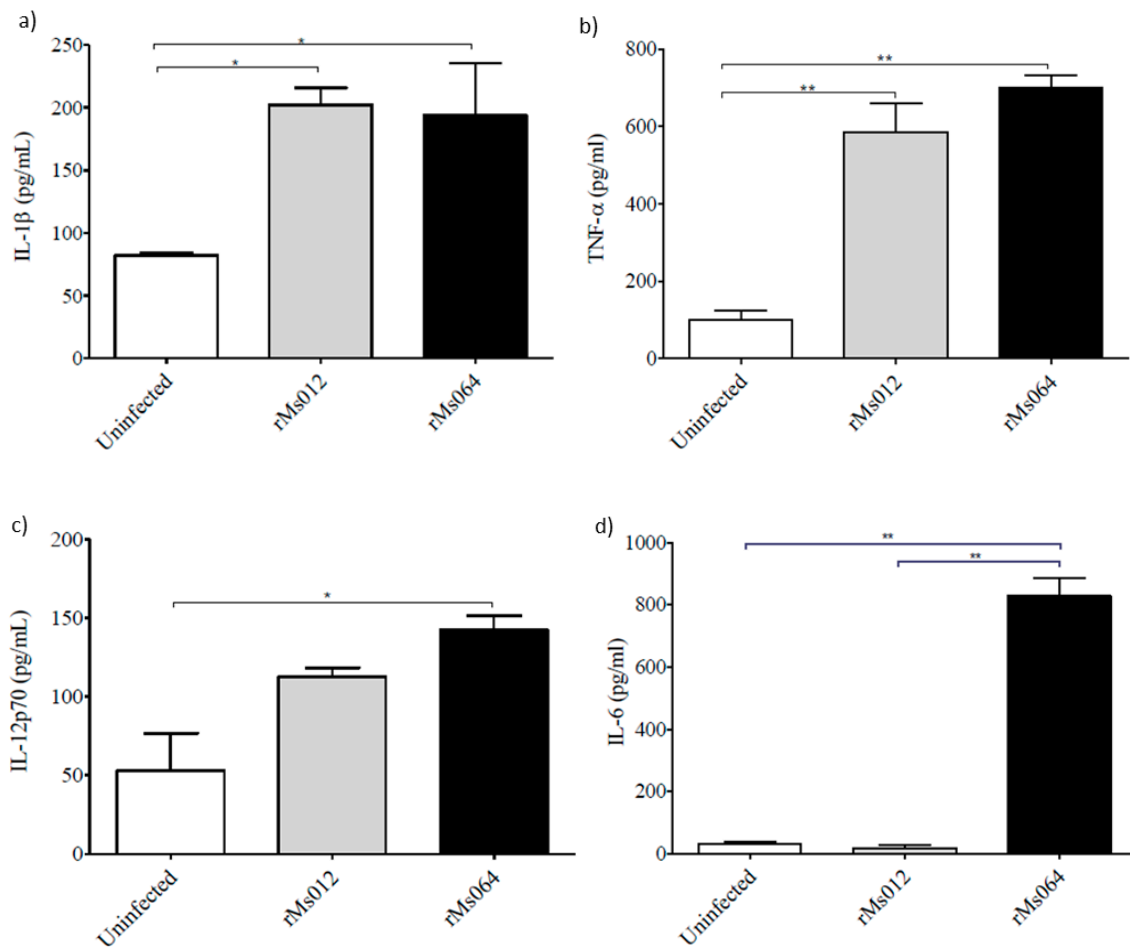 a)
*
*
250
200
150
100
50
0
IL-1β (pg/mL)
Uninfected
rMs012
rMs064
b)
**
**
800
600
400
200
0
TNF-α (pg/ml)
Uninfected
rMs012
rMs064
c)
*
200
150
100
50
0
IL-12p70 (pg/mL)
Uninfected
rMs012
rMs064
d)
**
**
1000
800
600
400
200
0
IL-6 (pg/ml)
Uninfected
rMs012
rMs064